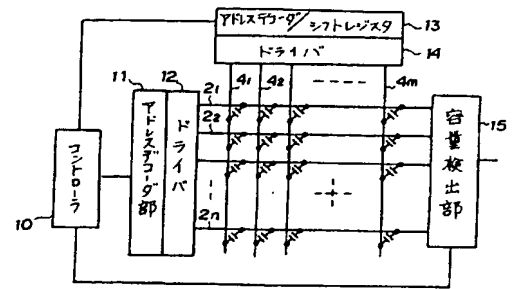 アドレスデコーダ/シフトレジスタ
13
ドライバ
14
11
12
アドレスデコーダ部
ドライバ
4₁
4₂
4m
2₁
2₂
2n
容量検出部
15
コントローラ
10